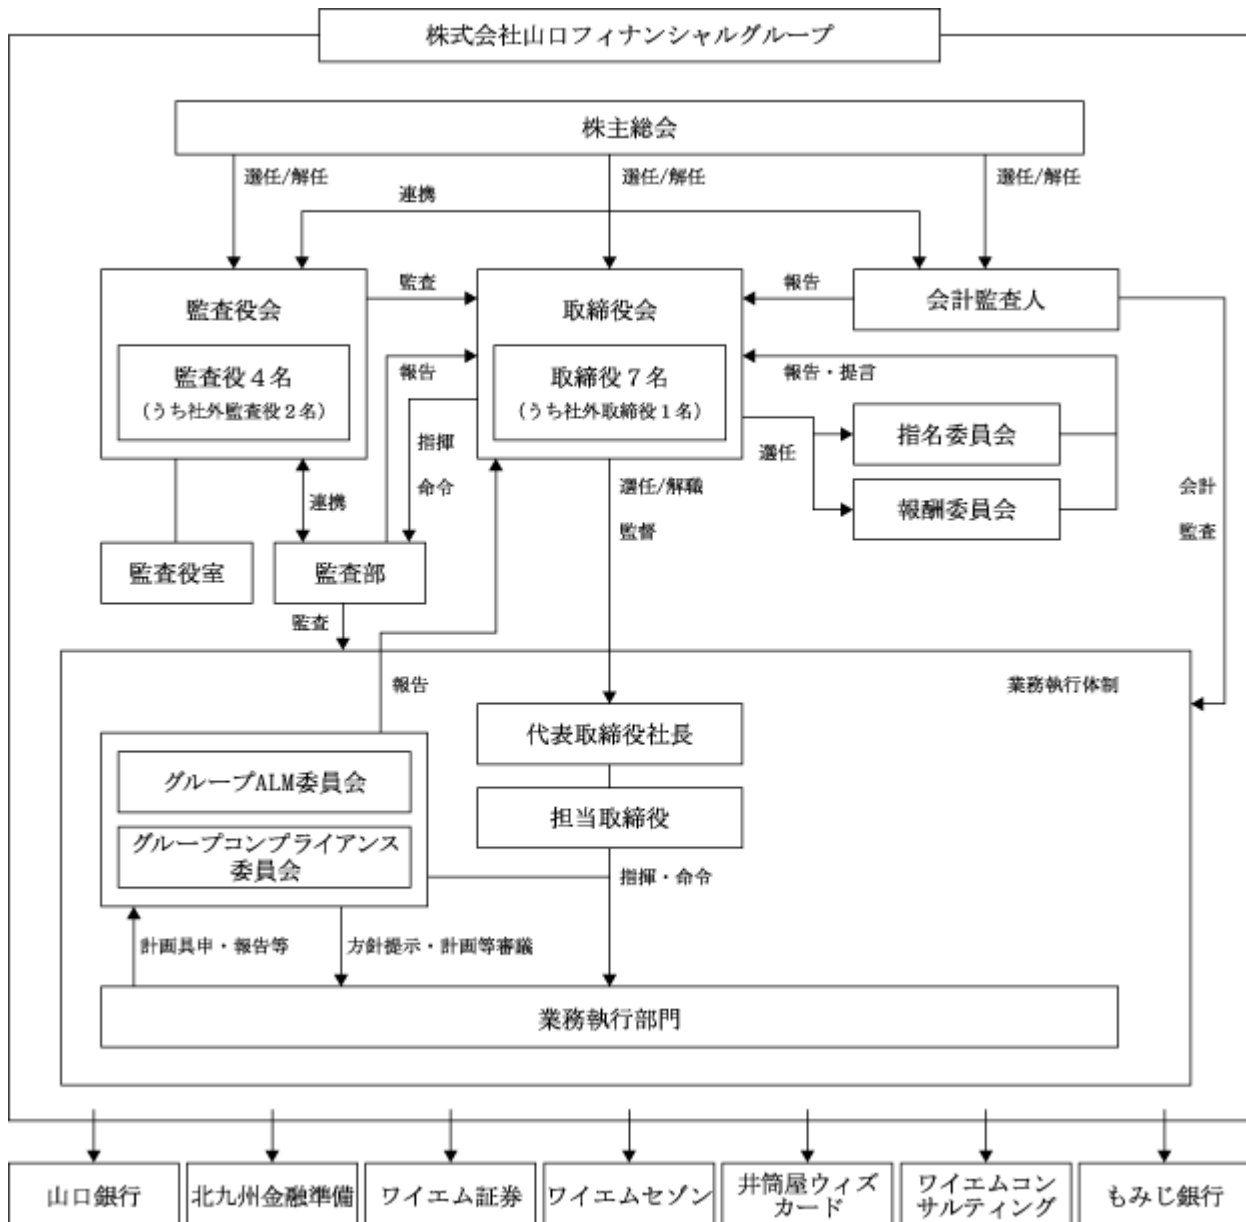 株式会社山口フィナンシャルグループ
株主総会
選任/解任
選任/解任
選任/解任
連携
監査役会
監査
取締役会
報告
会計監査人
監査役４名
（うち社外監査役２名）
報告
取締役７名
（うち社外取締役１名）
報告・提言
指揮
命令
選任
指名委員会
報酬委員会
連携
選任/解職
監督
会計
監査
監査役室
監査部
監査
業務執行体制
報告
代表取締役社長
グループALM委員会
担当取締役
グループコンプライアンス
委員会
指揮・命令
計画具申・報告等
方針提示・計画等審議
業務執行部門
山口銀行
北九州金融準備
ワイエム証券
ワイエムセゾン
井筒屋ウィズ
カード
ワイエムコン
サルティング
もみじ銀行